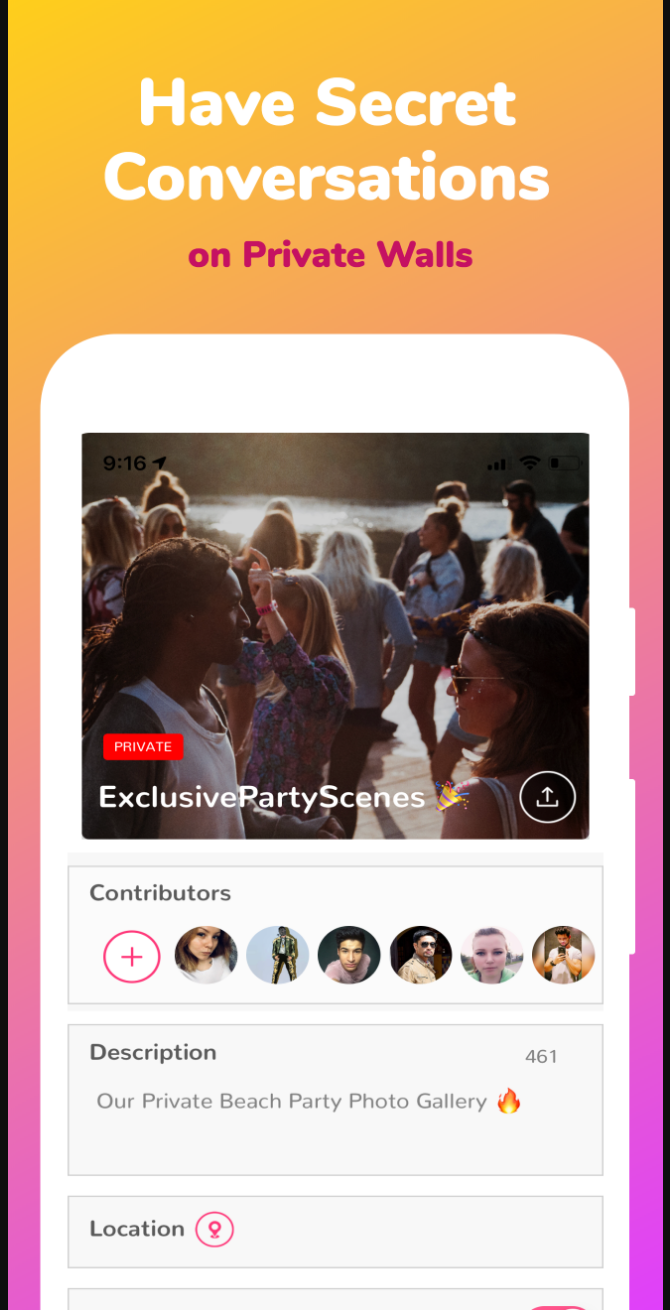 Have Secret
Conversations
on Private Walls
9:16
PRIVATE
ExclusivePartyScenes 🎉
Contributors
Description
461
Our Private Beach Party Photo Gallery 🔥
Location